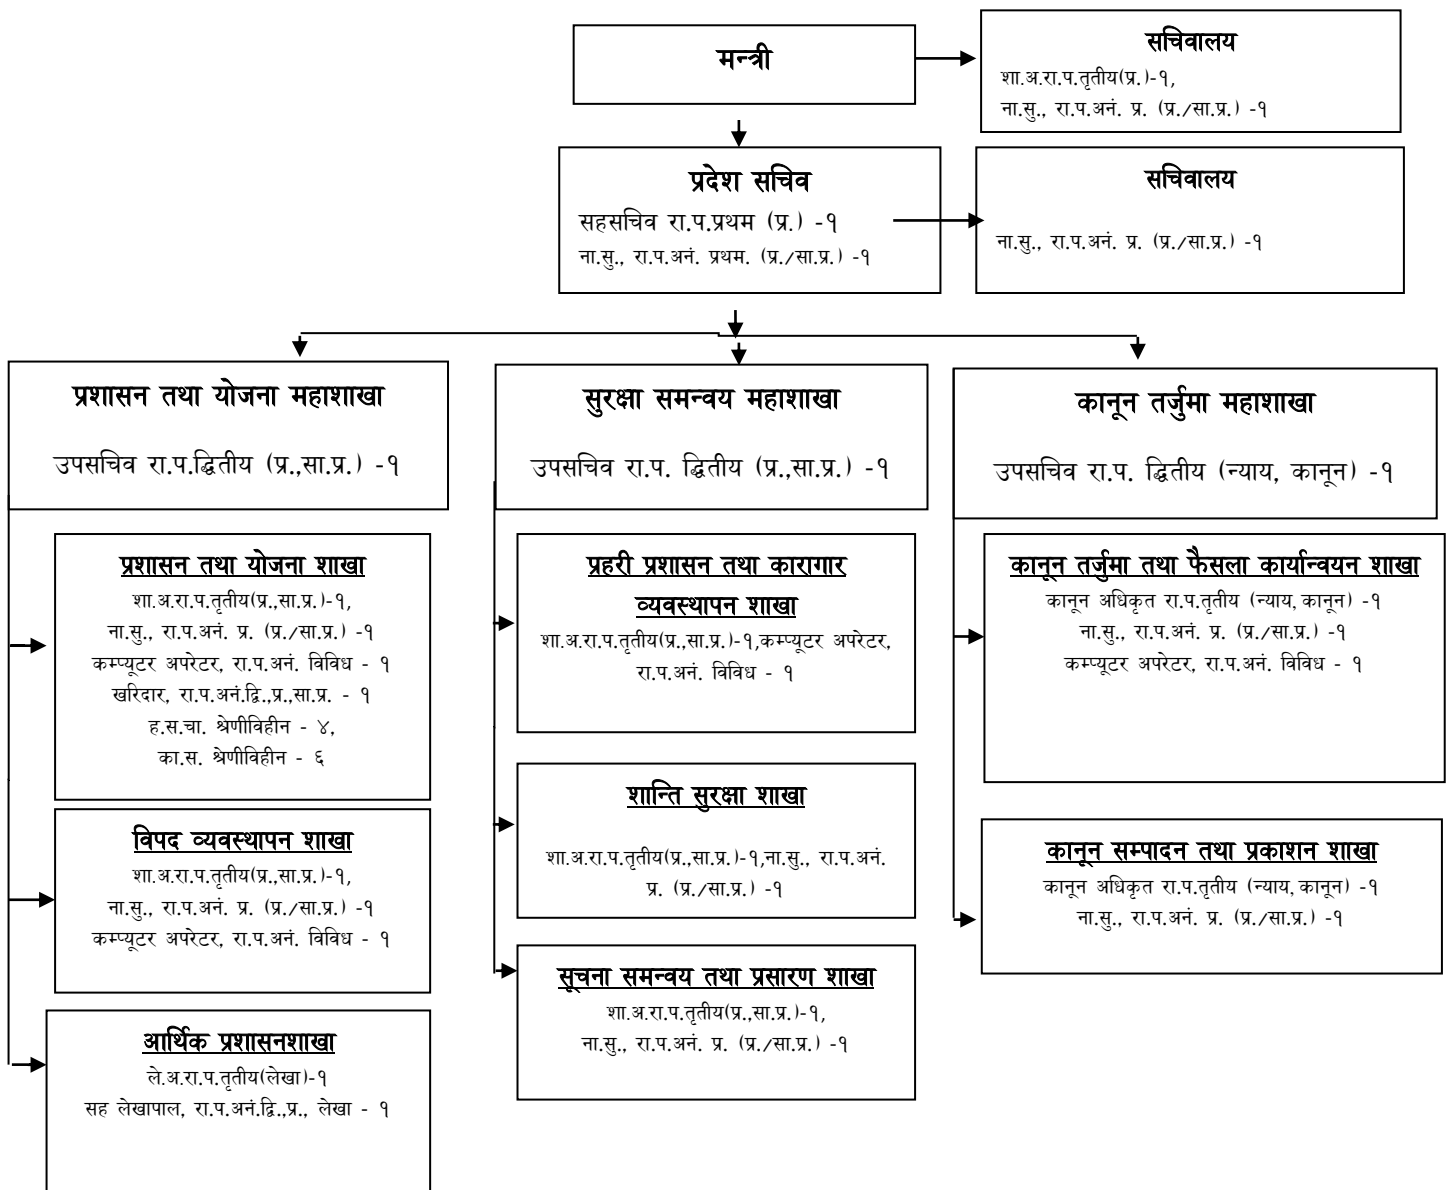 मन्त्री
सचिवालय
शा.अ.रा.प.तृतीय(प्र.)-१,
ना.सु., रा.प.अनं. प्र. (प्र./सा.प्र.) -१
प्रदेश सचिव
सहसचिव रा.प.प्रथम (प्र.) -१
ना.सु., रा.प.अनं. प्रथम. (प्र./सा.प्र.) -१
सचिवालय
ना.सु., रा.प.अनं. प्र. (प्र./सा.प्र.) -१
प्रशासन तथा योजना महाशाखा
उपसचिव रा.प.द्धितीय (प्र.,सा.प्र.) -१
प्रशासन तथा योजना शाखा
शा.अ.रा.प.तृतीय(प्र.,सा.प्र.)-१,
ना.सु., रा.प.अनं. प्र. (प्र./सा.प्र.) -१
कम्प्यूटर अपरेटर, रा.प.अनं. विविध - १
खरिदार, रा.प.अनं.द्वि.,प्र.,सा.प्र. - १
ह.स.चा. श्रेणीविहीन - ४,
का.स. श्रेणीविहीन - ६
विपद व्यवस्थापन शाखा
शा.अ.रा.प.तृतीय(प्र.,सा.प्र.)-१,
ना.सु., रा.प.अनं. प्र. (प्र./सा.प्र.) -१
कम्प्यूटर अपरेटर, रा.प.अनं. विविध - १
आर्थिक प्रशासनशाखा
ले.अ.रा.प.तृतीय(लेखा)-१
सह लेखापाल, रा.प.अनं.द्वि.,प्र., लेखा - १
सुरक्षा समन्वय महाशाखा
उपसचिव रा.प. द्धितीय (प्र.,सा.प्र.) -१
प्रहरी प्रशासन तथा कारागार
व्यवस्थापन शाखा
शा.अ.रा.प.तृतीय(प्र.,सा.प्र.)-१,कम्प्यूटर अपरेटर,
रा.प.अनं. विविध - १
शान्ति सुरक्षा शाखा
शा.अ.रा.प.तृतीय(प्र.,सा.प्र.)-१,ना.सु., रा.प.अनं.
प्र. (प्र./सा.प्र.) -१
सूचना समन्वय तथा प्रसारण शाखा
शा.अ.रा.प.तृतीय(प्र.,सा.प्र.)-१,
ना.सु., रा.प.अनं. प्र. (प्र./सा.प्र.) -१
कानून तर्जुमा महाशाखा
उपसचिव रा.प. द्धितीय (न्याय, कानून) -१
कानून तर्जुमा तथा फैसला कार्यान्वयन शाखा
कानून अधिकृत रा.प.तृतीय (न्याय, कानून) -१
ना.सु., रा.प.अनं. प्र. (प्र./सा.प्र.) -१
कम्प्यूटर अपरेटर, रा.प.अनं. विविध - १
कानून सम्पादन तथा प्रकाशन शाखा
कानून अधिकृत रा.प.तृतीय (न्याय, कानून) -१
ना.सु., रा.प.अनं. प्र. (प्र./सा.प्र.) -१